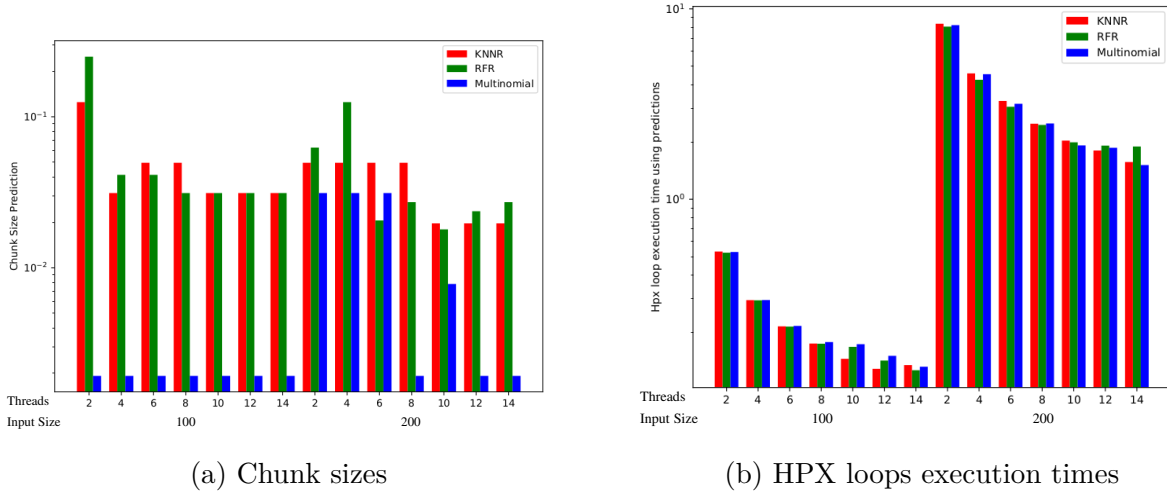 KNNR
RFR
Multinomial
Chunk Size Prediction
10⁻¹
10⁻²
Threads 2 4 6 8 10 12 14 2 4 6 8 10 12 14
Input Size 100 200
(a) Chunk sizes
KNNR
RFR
Multinomial
Hpx loop execution time using predictions
10¹
10⁰
10⁻¹
Threads 2 4 6 8 10 12 14 2 4 6 8 10 12 14
Input Size 100 200
(b) HPX loops execution times